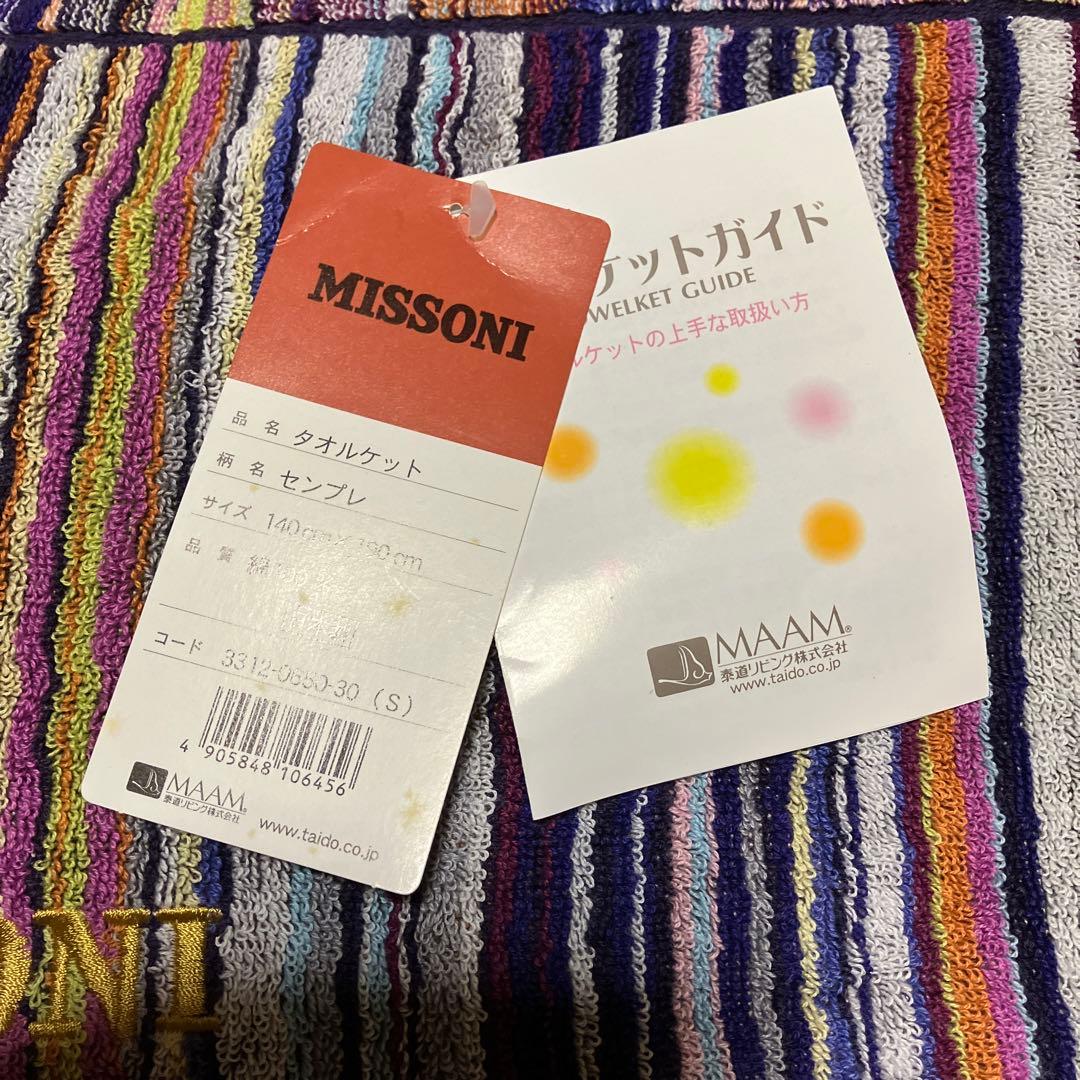 MISSONI
品 名 タオルケット
柄 名 センプレ
サイズ 140cm× 190cm
品 質 綿
コード 3312-0650-30 (S)
4 905848 106456
MAAM®
泰道リビング株式会社
www.taido.co.jp
ケットガイド
WELKET GUIDE
ルケットの上手な取扱い方
MAAM®
泰道リビング株式会社
www.taido.co.jp
ONI